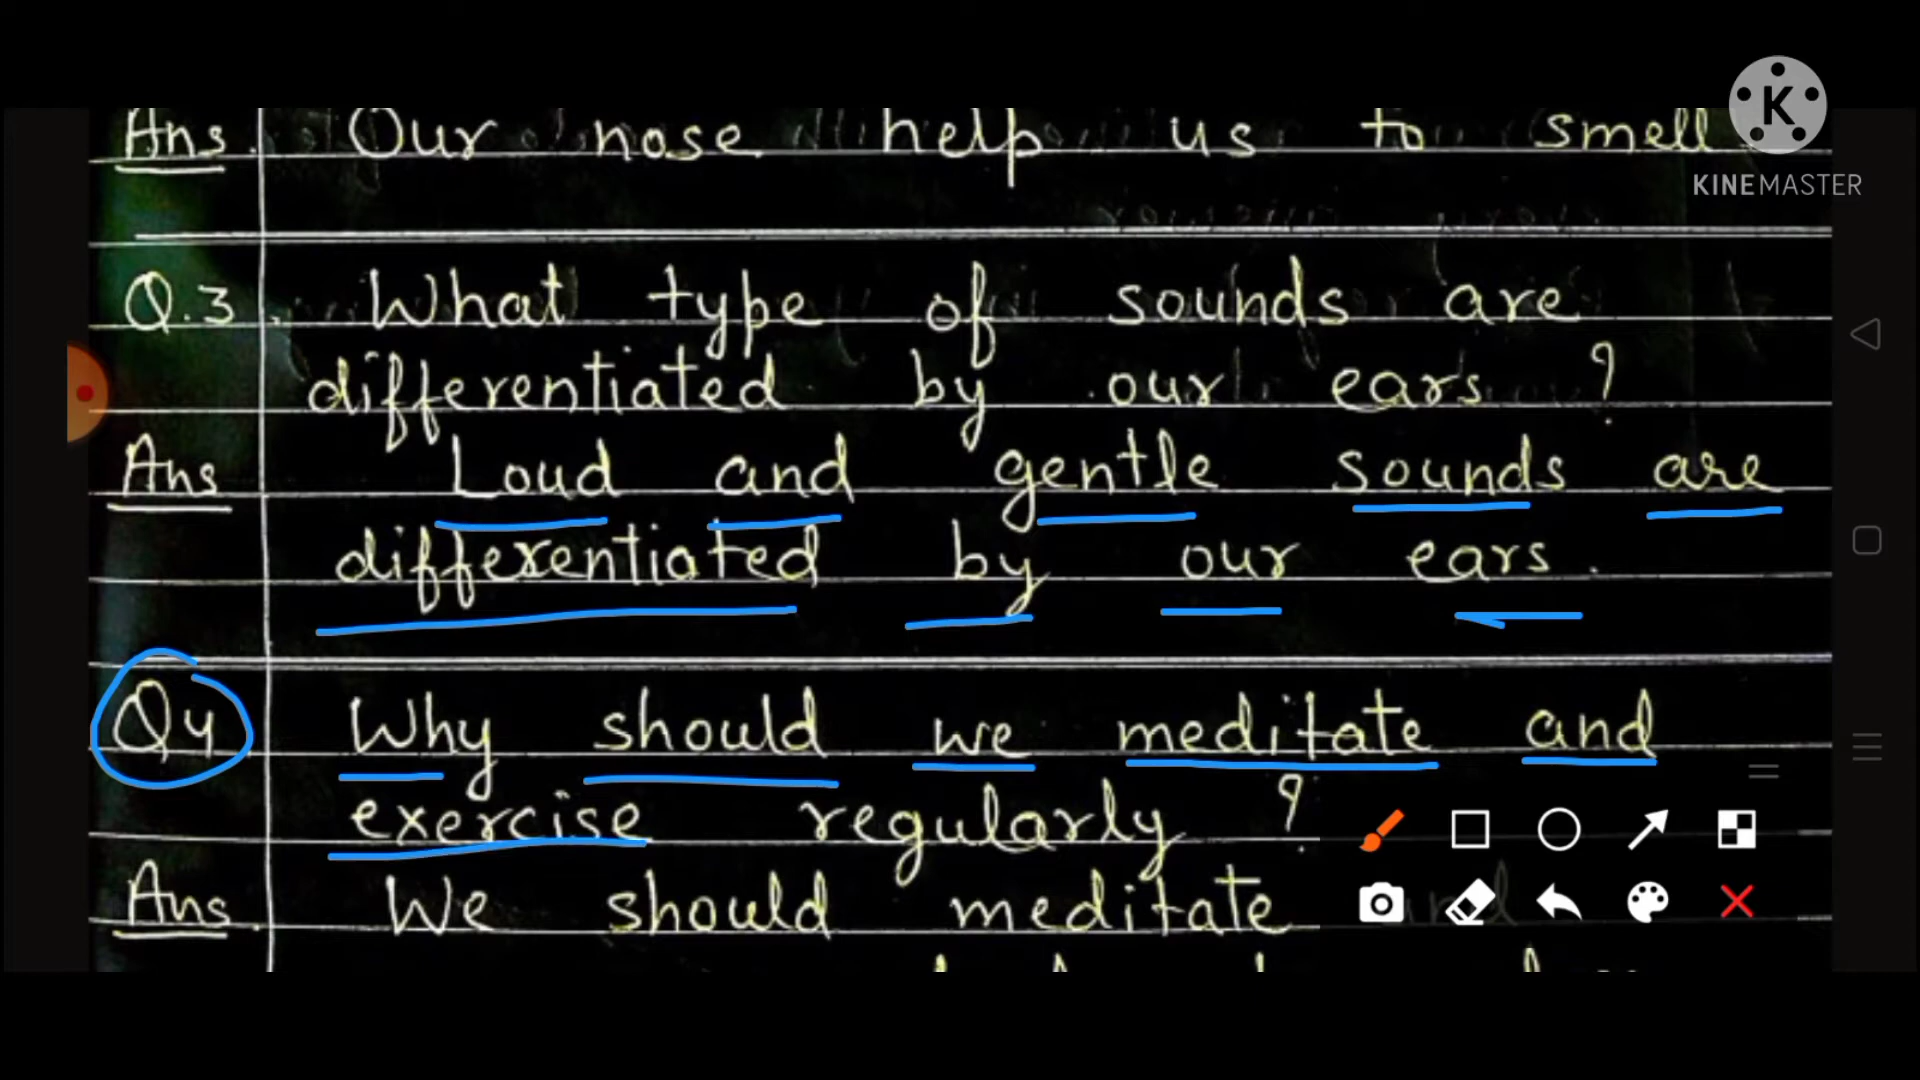 Ans. Our nose help us to smell
KINEMASTER
Q.3. What type of sounds are
differentiated by our ears ?
Ans Loud and gentle sounds are
differentiated by our ears.
Q4 Why should we meditate and
exercise regularly ?
Ans. We should meditate and